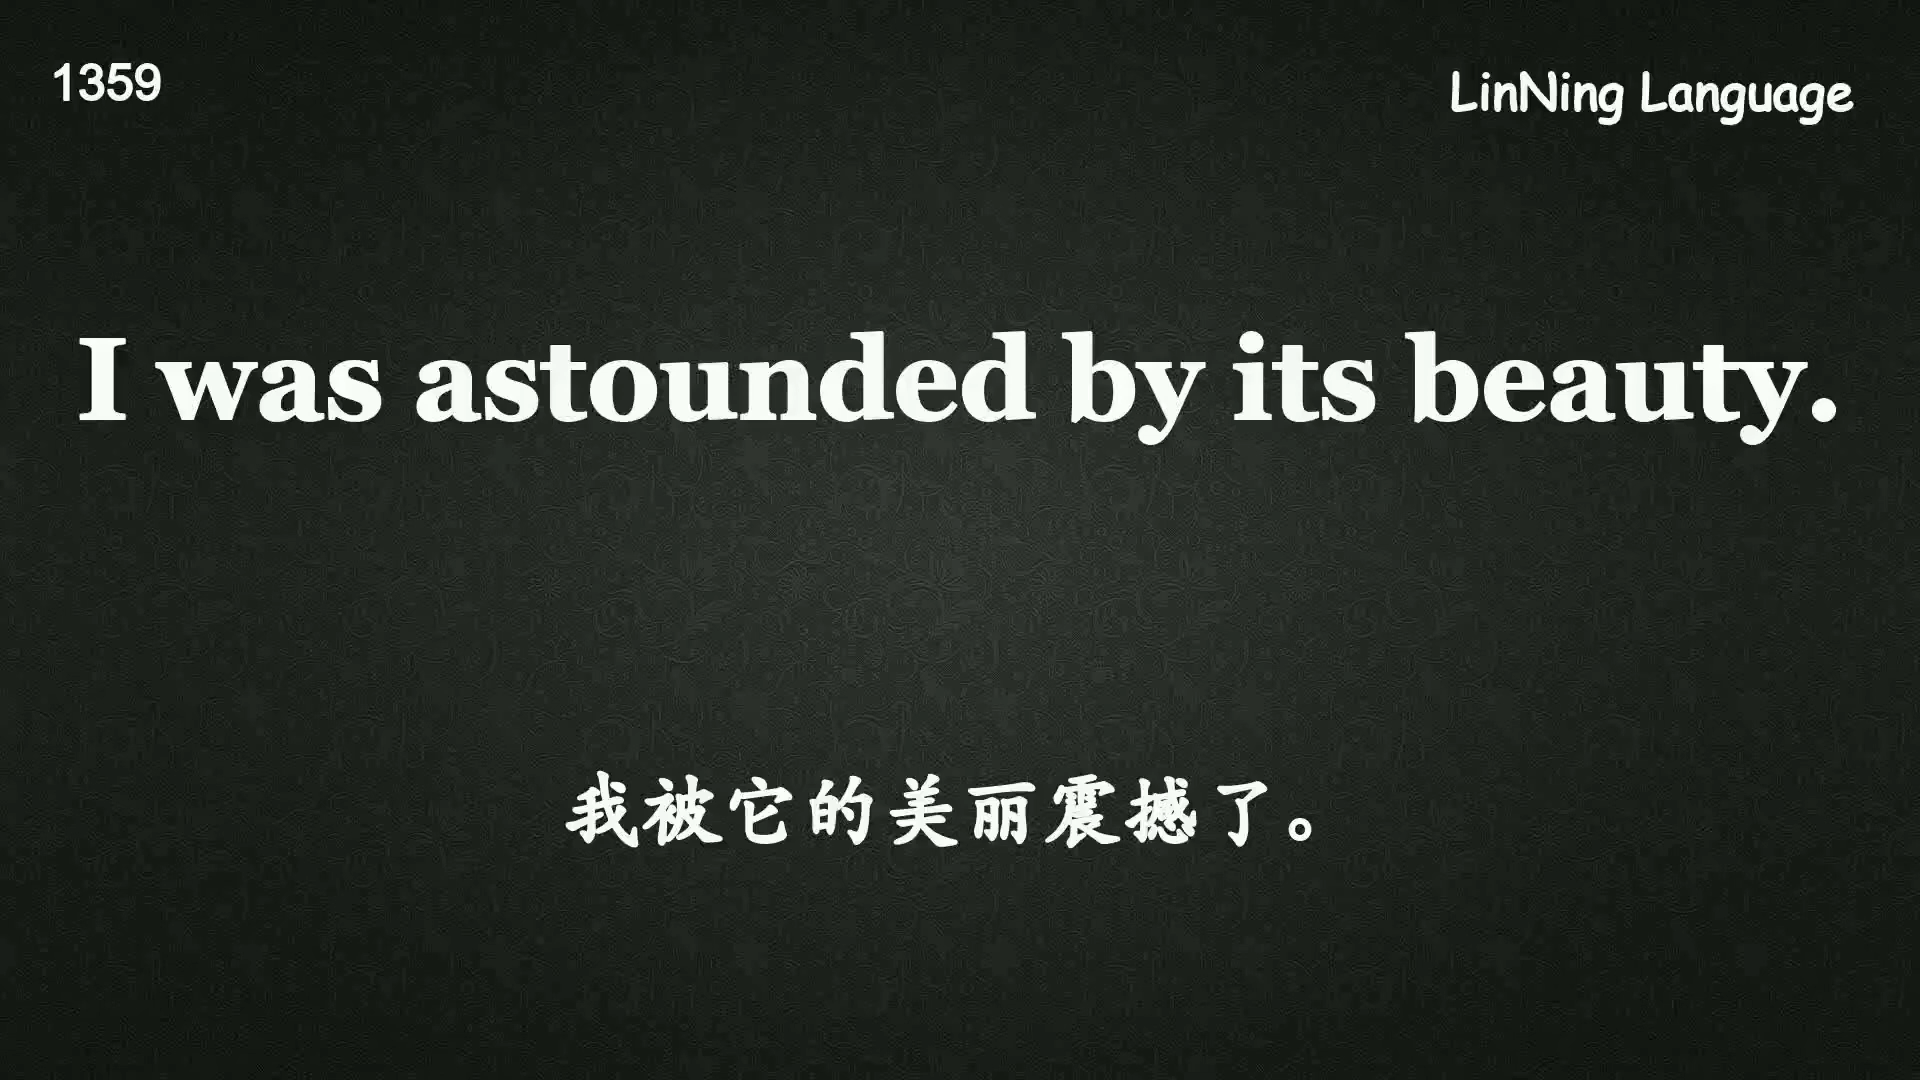 1359
LinNing Language
I was astounded by its beauty.
我被它的美丽震撼了。